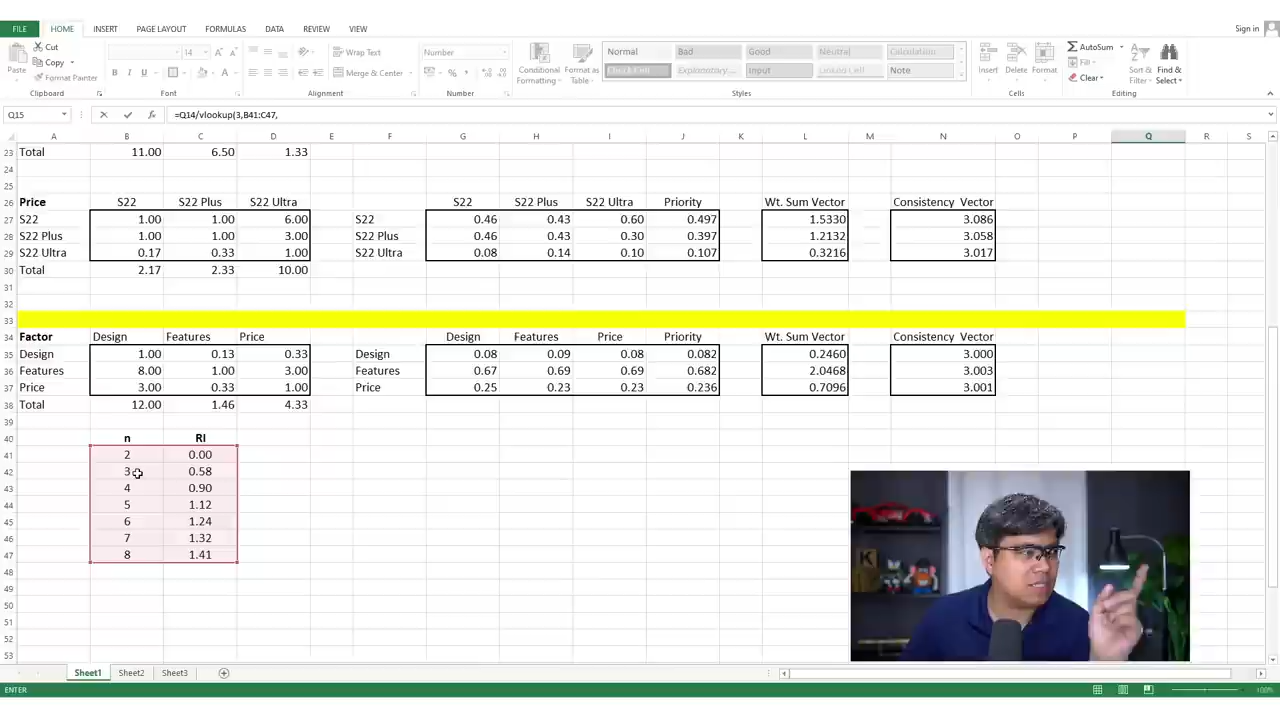 FILE HOME INSERT PAGE LAYOUT FORMULAS DATA REVIEW VIEW Sign in
Cut
Copy
Format Painter
Paste
14
Wrap Text
Merge & Center
Number
Conditional Formatting
Format as Table
Normal Bad Good Neutral Calculation
Check Cell Explanatory ... Input Linked Cell Note
Insert Delete Format
AutoSum
Fill
Clear
Sort & Filter
Find & Select
Clipboard Font Alignment Number Styles Cells Editing
Q15 =Q14/vlookup(3,B41:C47,
A B C D E F G H I J K L M N O P Q R S
23 Total 11.00 6.50 1.33
24
25
26 Price S22 S22 Plus S22 Ultra S22 S22 Plus S22 Ultra Priority Wt. Sum Vector Consistency Vector
27 S22 1.00 1.00 6.00 S22 0.46 0.43 0.60 0.497 1.5330 3.086
28 S22 Plus 1.00 1.00 3.00 S22 Plus 0.46 0.43 0.30 0.397 1.2132 3.058
29 S22 Ultra 0.17 0.33 1.00 S22 Ultra 0.08 0.14 0.10 0.107 0.3216 3.017
30 Total 2.17 2.33 10.00
31
32
33
34 Factor Design Features Price Design Features Price Priority Wt. Sum Vector Consistency Vector
35 Design 1.00 0.13 0.33 Design 0.08 0.09 0.08 0.082 0.2460 3.000
36 Features 8.00 1.00 3.00 Features 0.67 0.69 0.69 0.682 2.0468 3.003
37 Price 3.00 0.33 1.00 Price 0.25 0.23 0.23 0.236 0.7096 3.001
38 Total 12.00 1.46 4.33
39
40 n RI
41 2 0.00
42 3 0.58
43 4 0.90
44 5 1.12
45 6 1.24
46 7 1.32
47 8 1.41
48
49
50
51
52
53
Sheet1 Sheet2 Sheet3
ENTER 100%